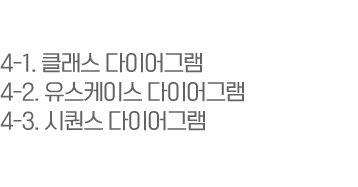 4-1. 클래스 다이어그램
4-2. 유스케이스 다이어그램
4-3. 시퀀스 다이어그램